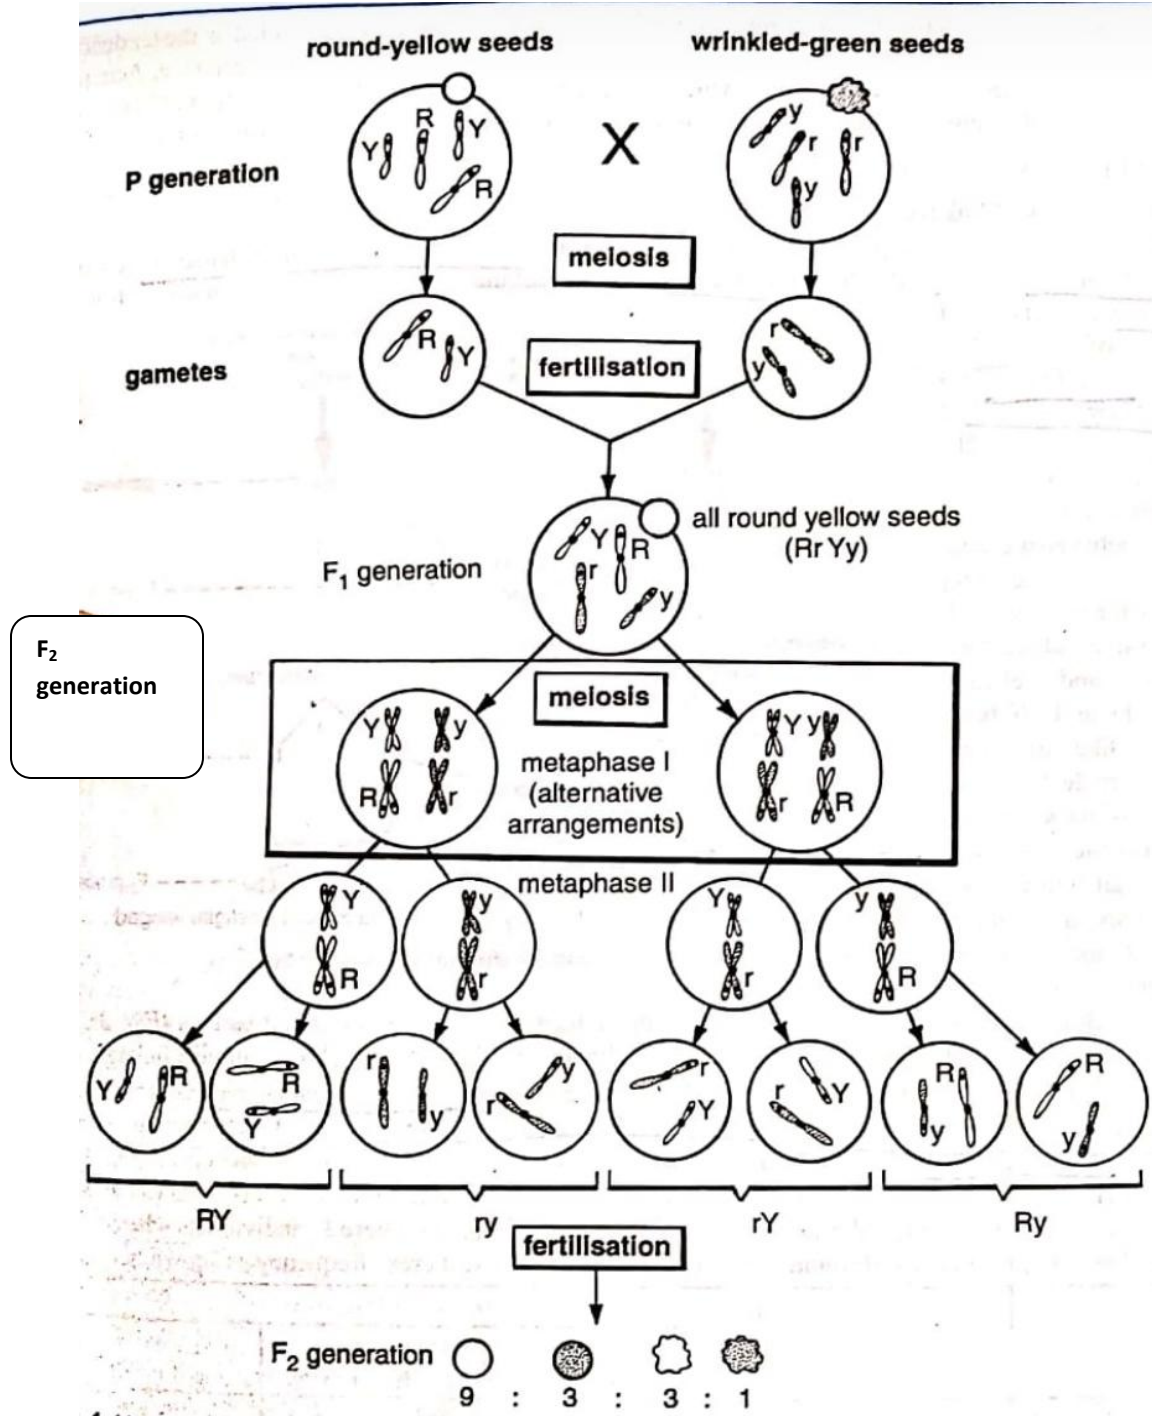 round-yellow seeds
wrinkled-green seeds
P generation
Y R Y R
X
y r r y
meiosis
gametes
R Y
fertilisation
r y
F1 generation
Y R r y
all round yellow seeds
(Rr Yy)
F2
generation
meiosis
Y y R r
metaphase I
(alternative
arrangements)
Y y r R
metaphase II
Y R
y r
Y r
y R
Y R
R Y
r y
y r
r Y
Y r
R y
R y
RY
ry
rY
Ry
fertilisation
F2 generation
9 : 3 : 3 : 1